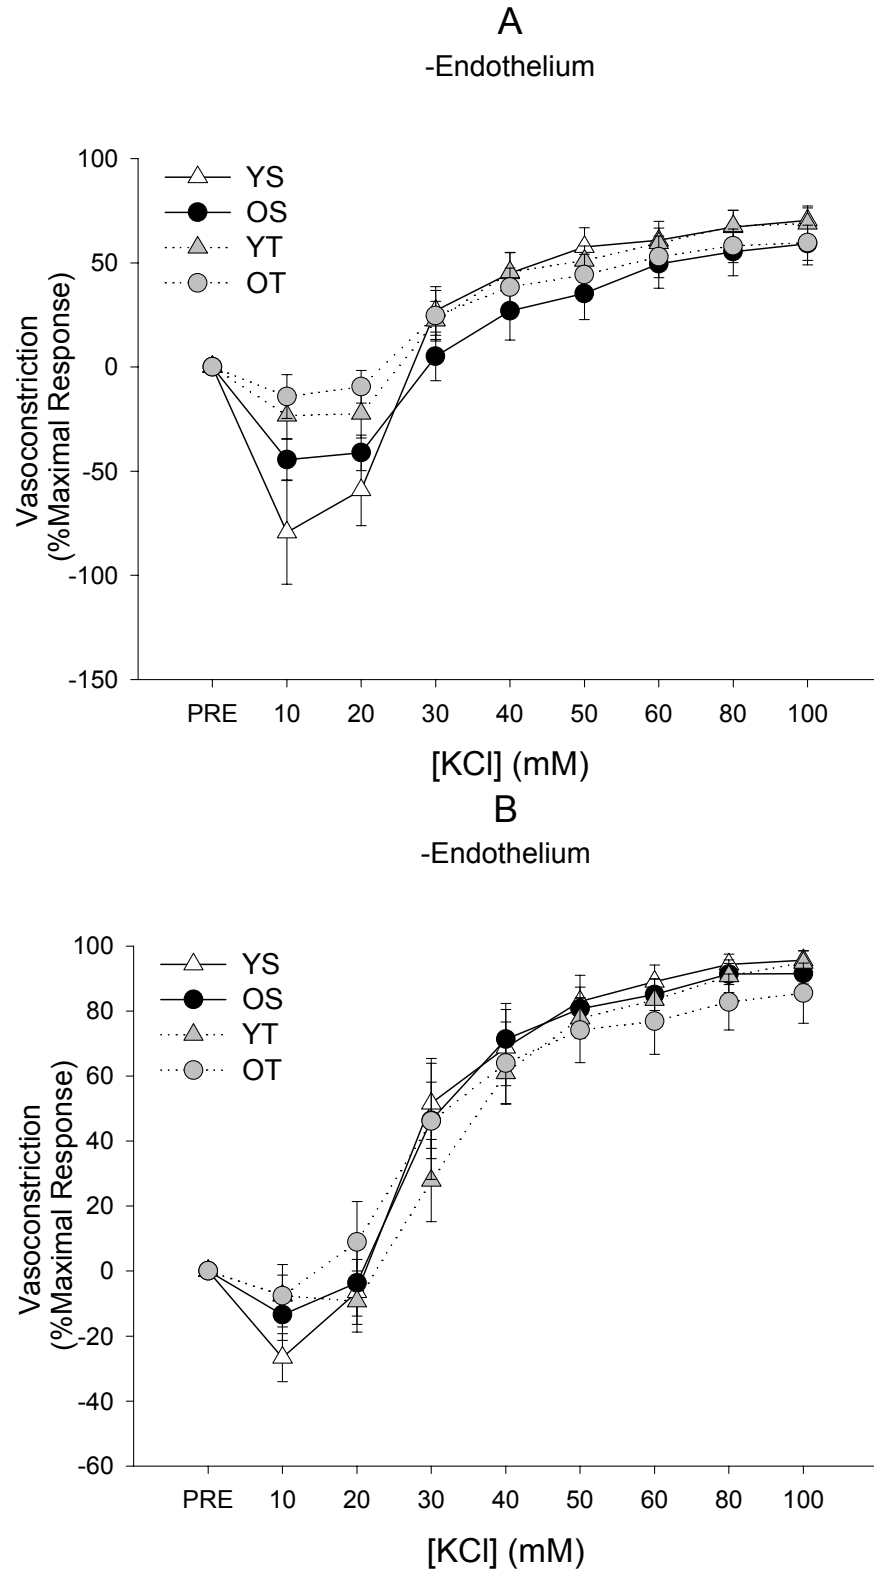 A
-Endothelium
100
50
0
-50
-100
-150
Vasoconstriction
(%Maximal Response)
YS
OS
YT
OT
PRE 10 20 30 40 50 60 80 100
[KCl] (mM)
B
-Endothelium
100
80
60
40
20
0
-20
-40
-60
Vasoconstriction
(%Maximal Response)
YS
OS
YT
OT
PRE 10 20 30 40 50 60 80 100
[KCl] (mM)